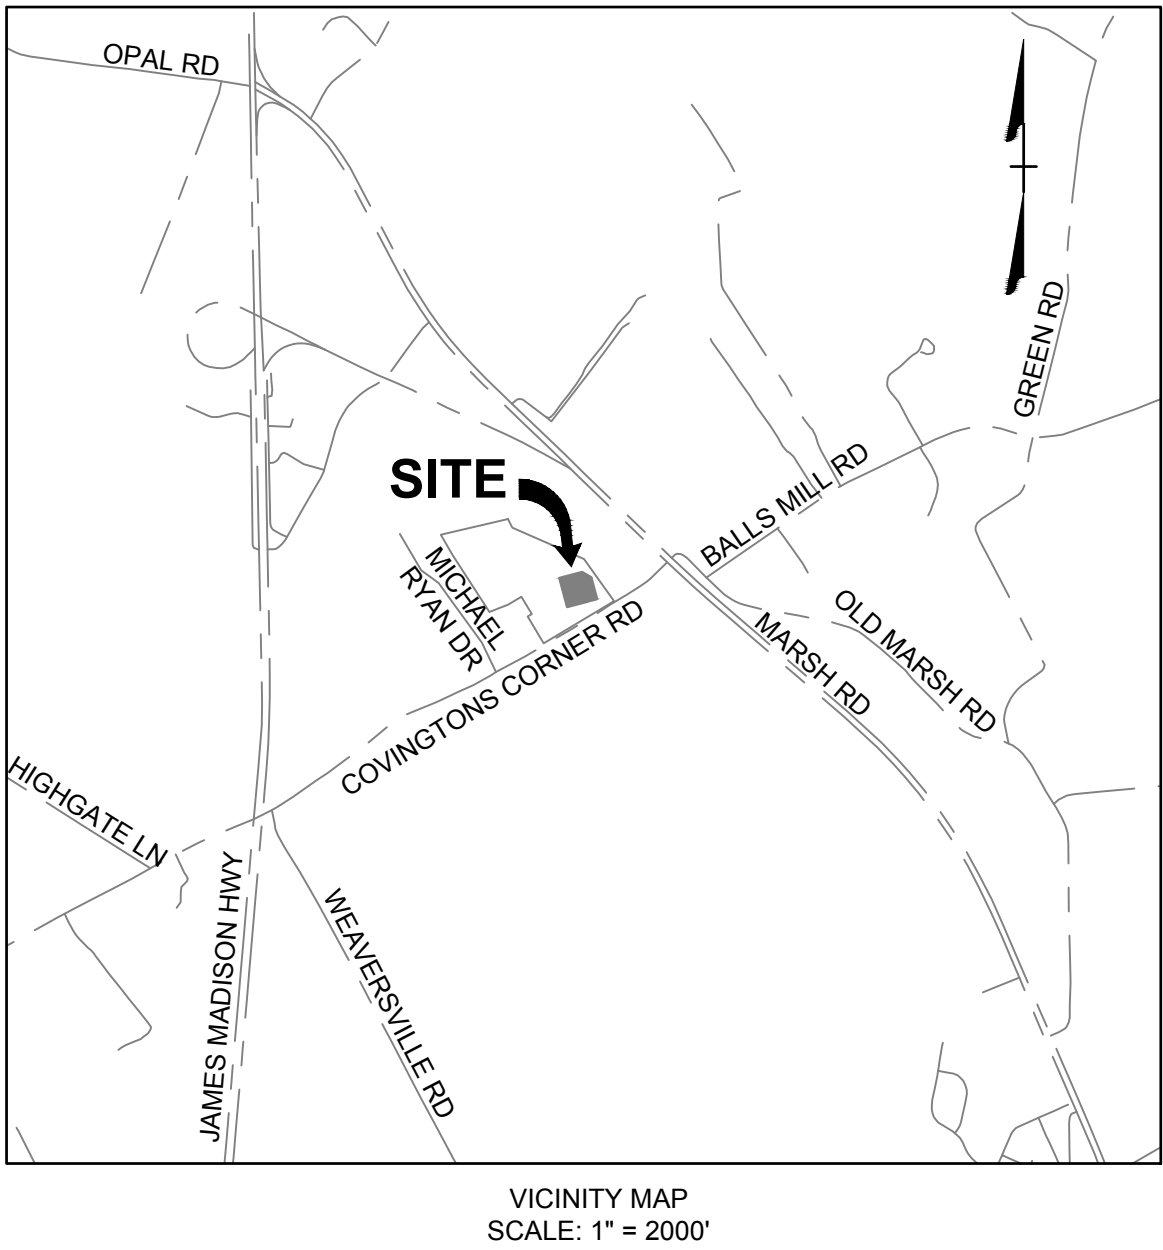 OPAL RD
GREEN RD
SITE
BALLS MILL RD
MICHAEL
RYAN DR
OLD MARSH RD
MARSH RD
COVINGTONS CORNER RD
HIGHGATE LN
JAMES MADISON HWY
WEAVERSVILLE RD
VICINITY MAP
SCALE: 1" = 2000'